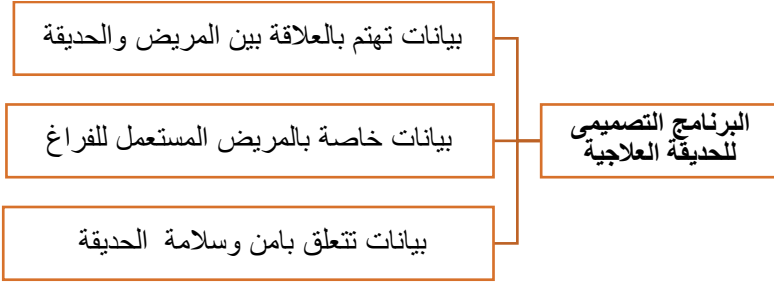 البرنامج التصميمى
للحديقة العلاجية
بيانات تهتم بالعلاقة بين المريض والحديقة
بيانات خاصة بالمريض المستعمل للفراغ
بيانات تتعلق بامن وسلامة الحديقة